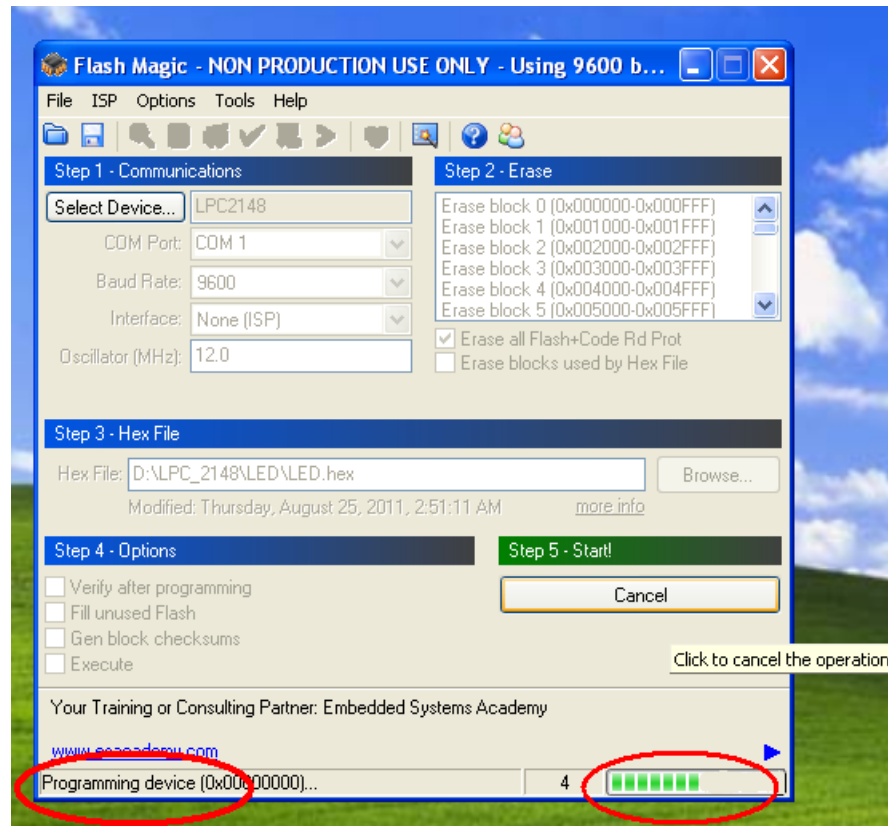 Flash Magic - NON PRODUCTION USE ONLY - Using 9600 b...
File ISP Options Tools Help
Step 1 - Communications
Select Device... LPC2148
COM Port: COM 1
Baud Rate: 9600
Interface: None (ISP)
Oscillator (MHz): 12.0
Step 2 - Erase
Erase block 0 (0x000000-0x000FFF)
Erase block 1 (0x001000-0x001FFF)
Erase block 2 (0x002000-0x002FFF)
Erase block 3 (0x003000-0x003FFF)
Erase block 4 (0x004000-0x004FFF)
Erase block 5 (0x005000-0x005FFF)
Erase all Flash+Code Rd Prot
Erase blocks used by Hex File
Step 3 - Hex File
Hex File: D:\LPC_2148\LED\LED.hex Browse...
Modified: Thursday, August 25, 2011, 2:51:11 AM more info
Step 4 - Options
Verify after programming
Fill unused Flash
Gen block checksums
Execute
Step 5 - Start!
Cancel
Click to cancel the operation
Your Training or Consulting Partner: Embedded Systems Academy
www.esacademy.com
Programming device (0x00000000)... 4